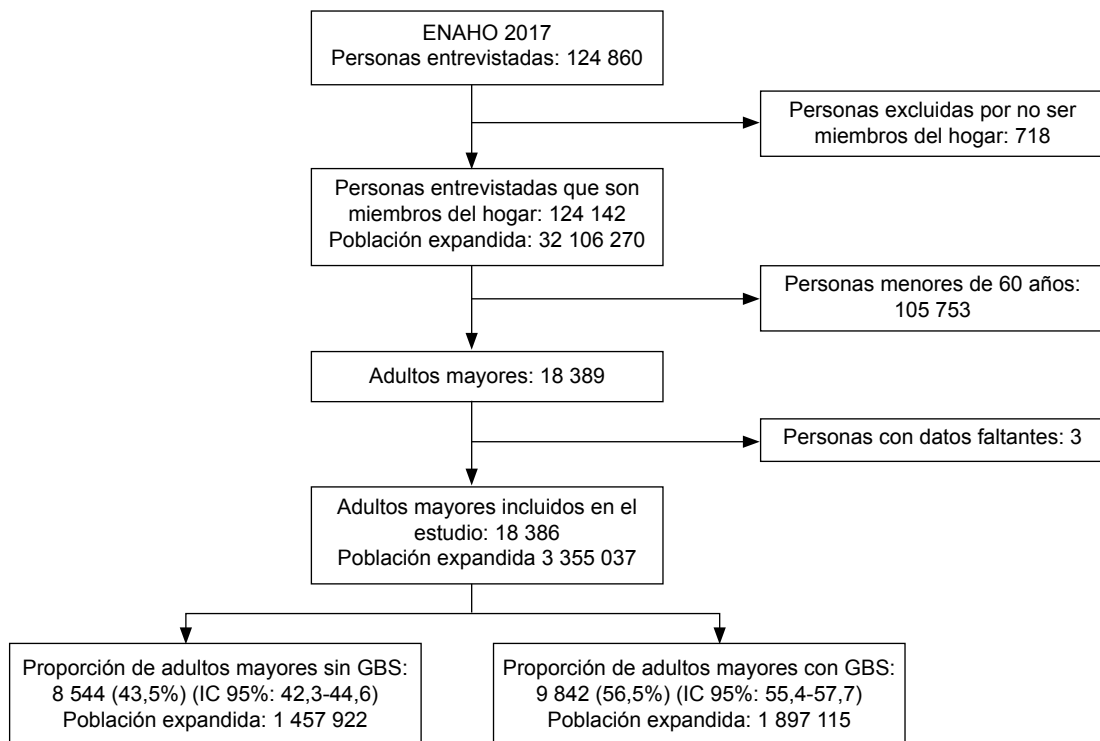 ENAHO 2017
Personas entrevistadas: 124 860
Personas excluidas por no ser
miembros del hogar: 718
Personas entrevistadas que son
miembros del hogar: 124 142
Población expandida: 32 106 270
Personas menores de 60 años:
105 753
Adultos mayores: 18 389
Personas con datos faltantes: 3
Adultos mayores incluidos en el
estudio: 18 386
Población expandida 3 355 037
Proporción de adultos mayores sin GBS:
8 544 (43,5%) (IC 95%: 42,3-44,6)
Población expandida: 1 457 922
Proporción de adultos mayores con GBS:
9 842 (56,5%) (IC 95%: 55,4-57,7)
Población expandida: 1 897 115